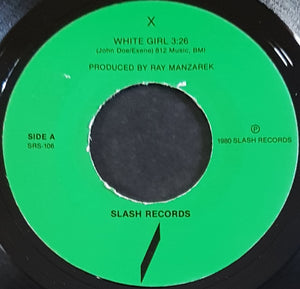 X
WHITE GIRL 3:26
(John Doe/Exene) 812 Music, BMI
PRODUCED BY RAY MANZAREK
SIDE A
SRS-106
Ⓟ
1980 SLASH RECORDS
SLASH RECORDS